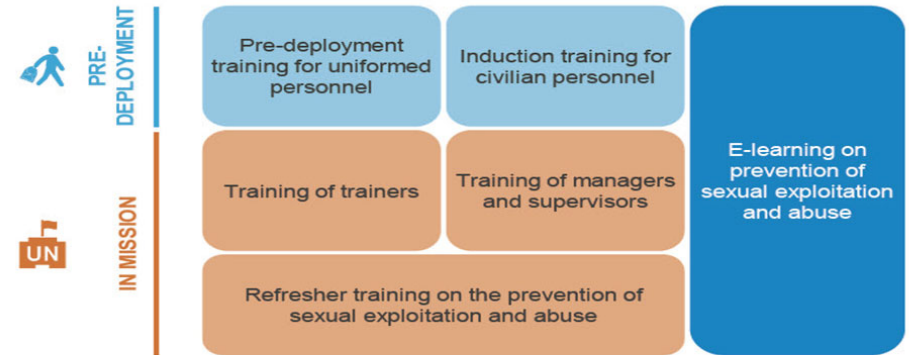 PRE-
DEPLOYMENT
Pre-deployment
training for uniformed
personnel
Induction training for
civilian personnel
E-learning on
prevention of
sexual exploitation
and abuse
UN
IN MISSION
Training of trainers
Training of managers
and supervisors
Refresher training on the prevention of
sexual exploitation and abuse